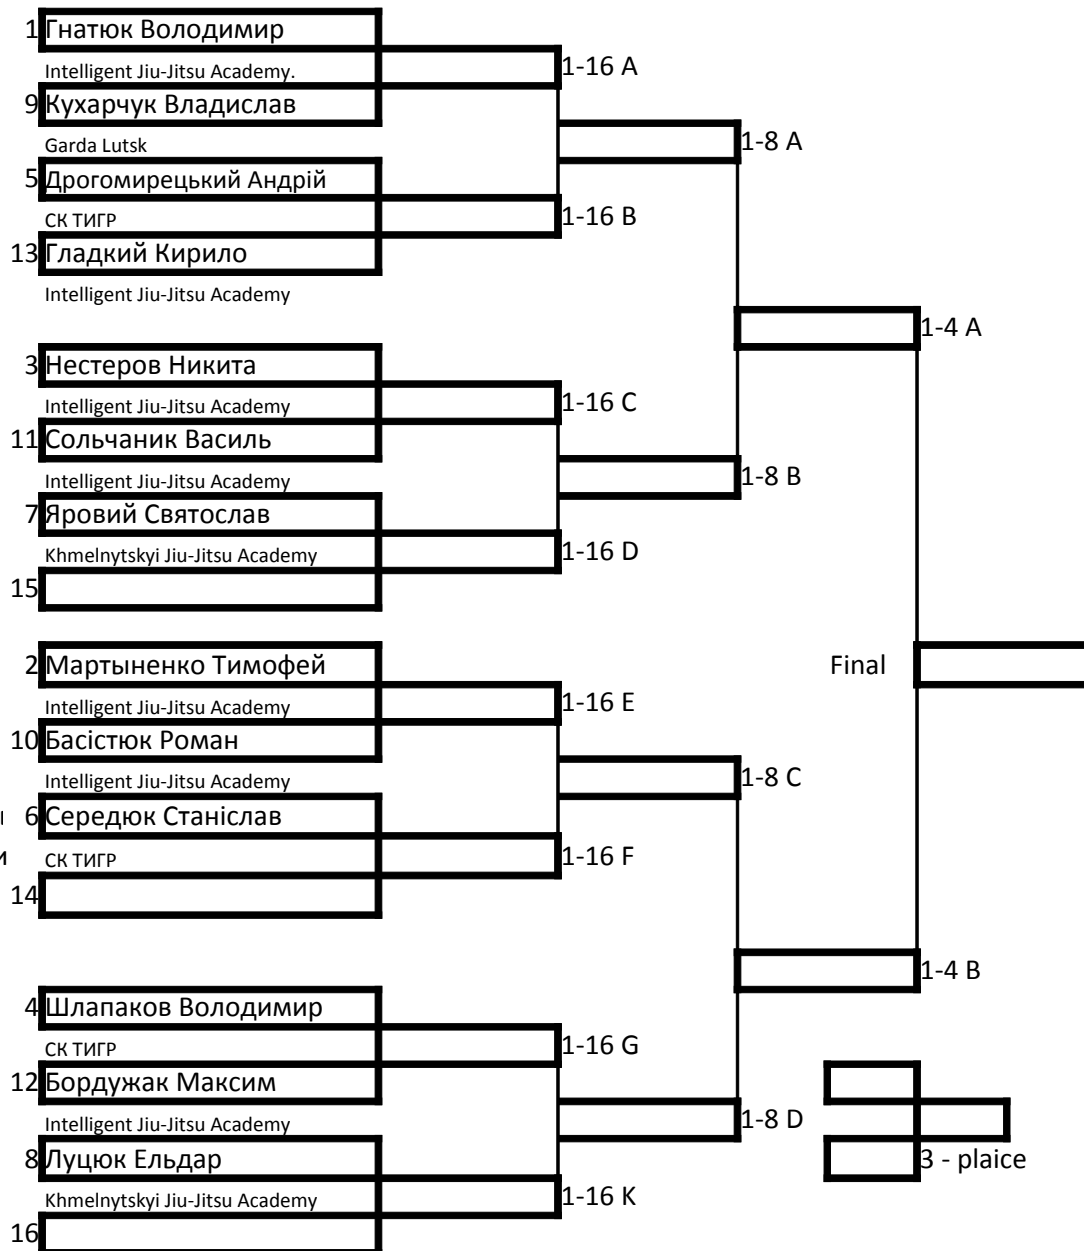 1 Гнатюк Володимир
Intelligent Jiu-Jitsu Academy.
1-16 A
9 Кухарчук Владислав
Garda Lutsk
1-8 A
5 Дрогомирецький Андрій
СК ТИГР
1-16 B
13 Гладкий Кирило
Intelligent Jiu-Jitsu Academy
1-4 A
3 Нестеров Никита
Intelligent Jiu-Jitsu Academy
1-16 C
11 Сольчаник Василь
Intelligent Jiu-Jitsu Academy
1-8 B
7 Яровий Святослав
Khmelnytskyi Jiu-Jitsu Academy
1-16 D
15
2 Мартыненко Тимофей
Final
Intelligent Jiu-Jitsu Academy
1-16 E
10 Басістюк Роман
Intelligent Jiu-Jitsu Academy
1-8 C
6 Середюк Станіслав
СК ТИГР
1-16 F
14
1-4 B
4 Шлапаков Володимир
СК ТИГР
1-16 G
12 Бордужак Максим
Intelligent Jiu-Jitsu Academy
1-8 D
8 Луцюк Ельдар
3 - plaice
Khmelnytskyi Jiu-Jitsu Academy
1-16 K
16